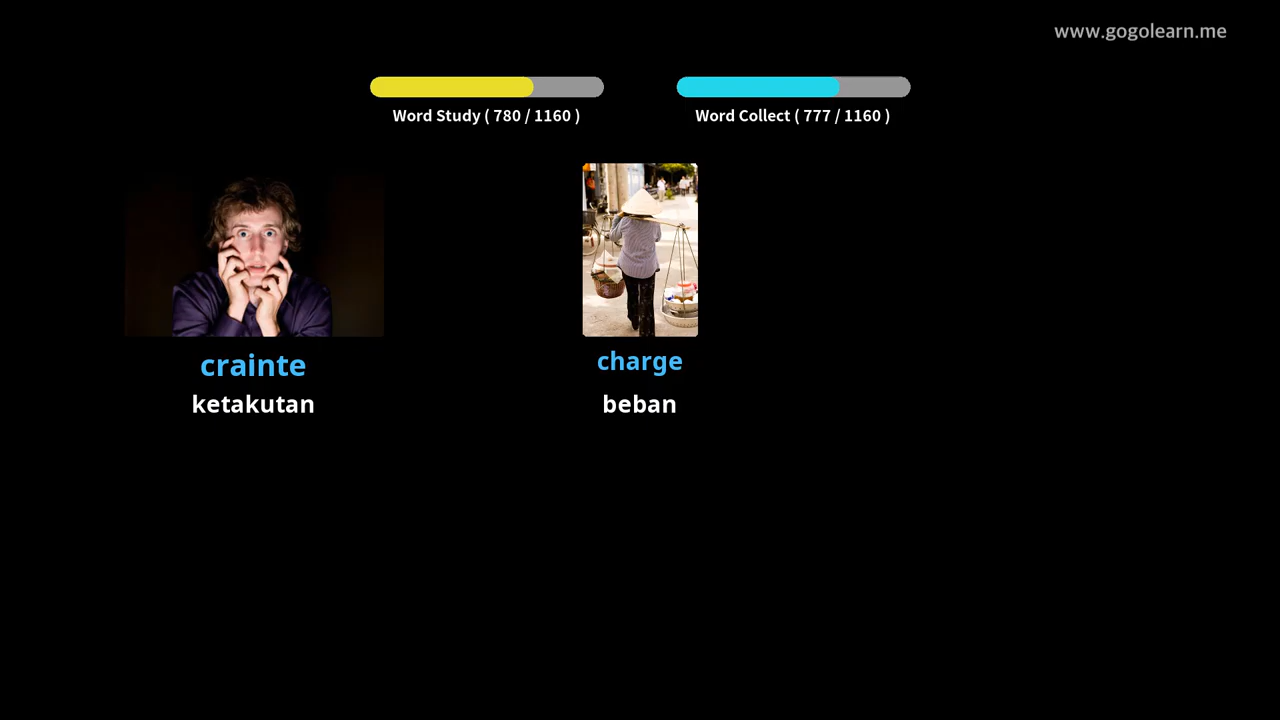 www.gogolearn.me
Word Study ( 780 / 1160 )
Word Collect ( 777 / 1160 )
crainte
ketakutan
charge
beban